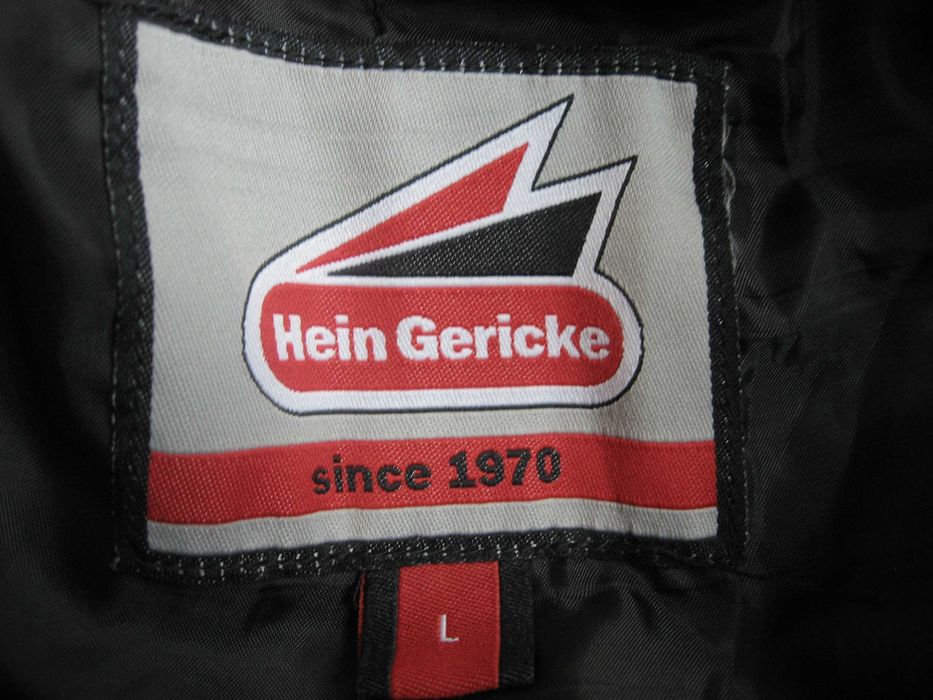 Hein Gericke
since 1970
L